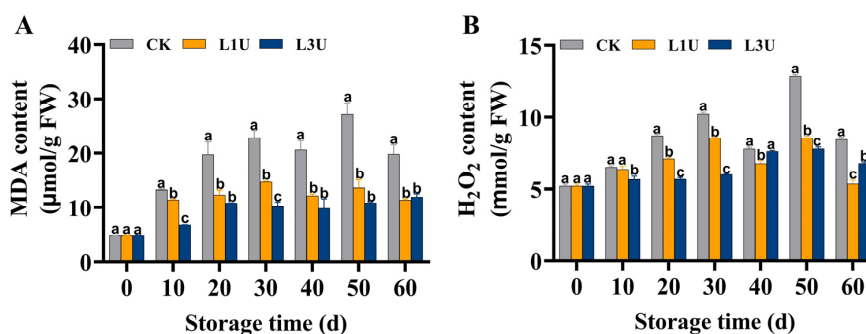 A
CK L1U L3U
MDA content
(μmol/g FW)
40
30
20
10
0
a a a
a b c
a b b
a b c
a b b
a b b
a b b
0 10 20 30 40 50 60
Storage time (d)
B
CK L1U L3U
H₂O₂ content
(mmol/g FW)
15
10
5
0
a a a
a a b
a b c
a b c
a b a
a b c
a c b
0 10 20 30 40 50 60
Storage time (d)